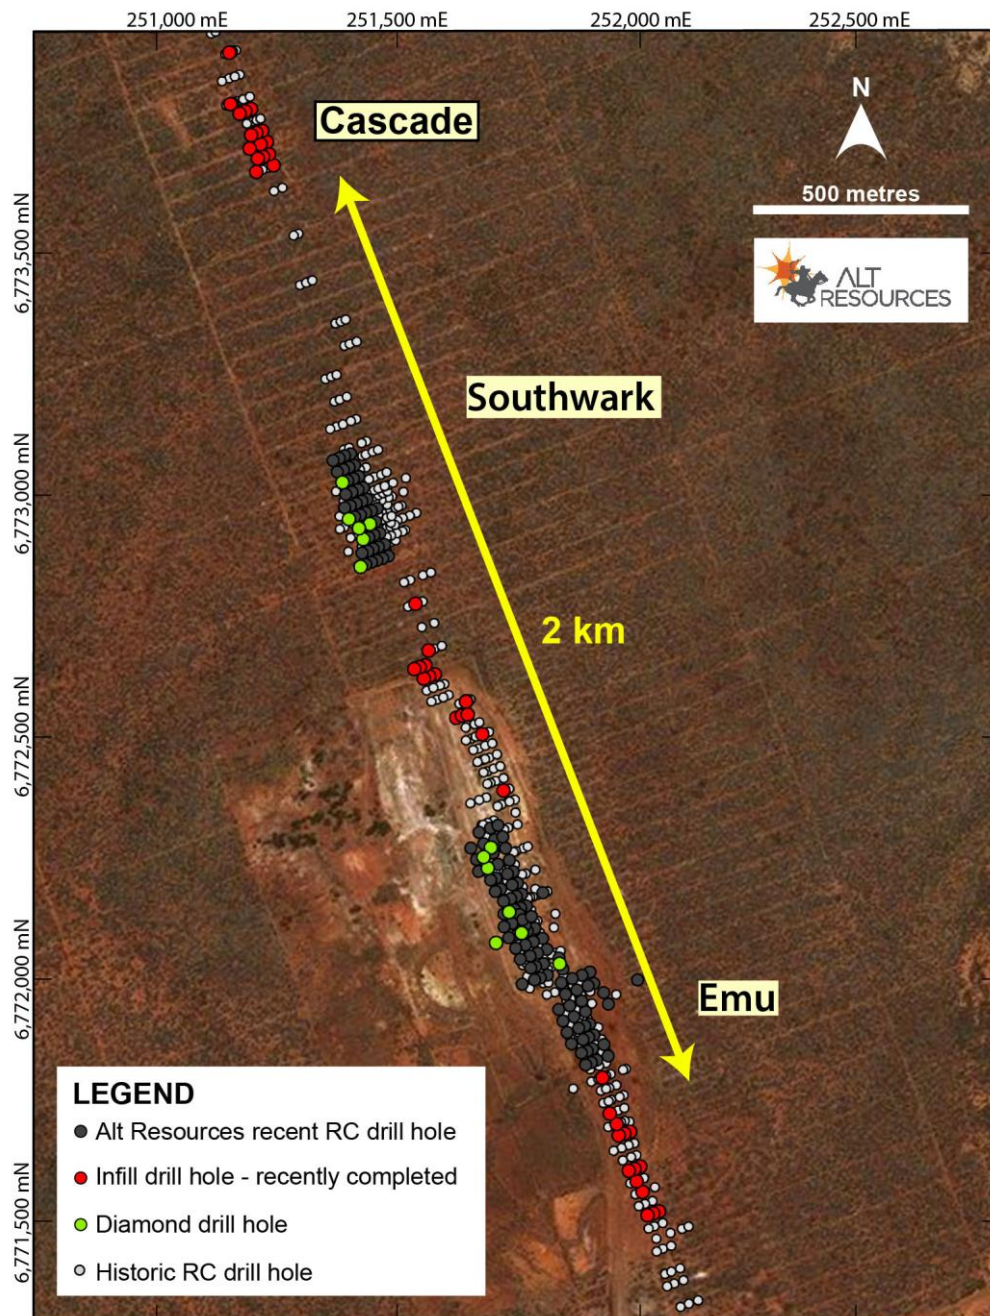 251,000 mE
251,500 mE
252,000 mE
252,500 mE
Cascade
N
500 metres
ALT
RESOURCES
6,773,500 mN
Southwark
6,773,000 mN
2 km
6,772,500 mN
6,772,000 mN
Emu
LEGEND
Alt Resources recent RC drill hole
Infill drill hole - recently completed
Diamond drill hole
Historic RC drill hole
6,771,500 mN